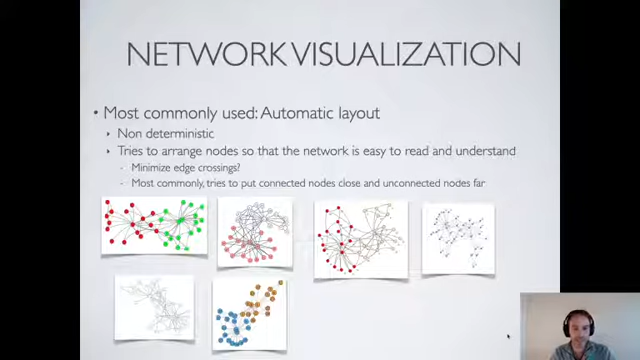 NETWORK VISUALIZATION
• Most commonly used: Automatic layout
‣ Non deterministic
‣ Tries to arrange nodes so that the network is easy to read and understand
- Minimize edge crossings?
- Most commonly, tries to put connected nodes close and unconnected nodes far